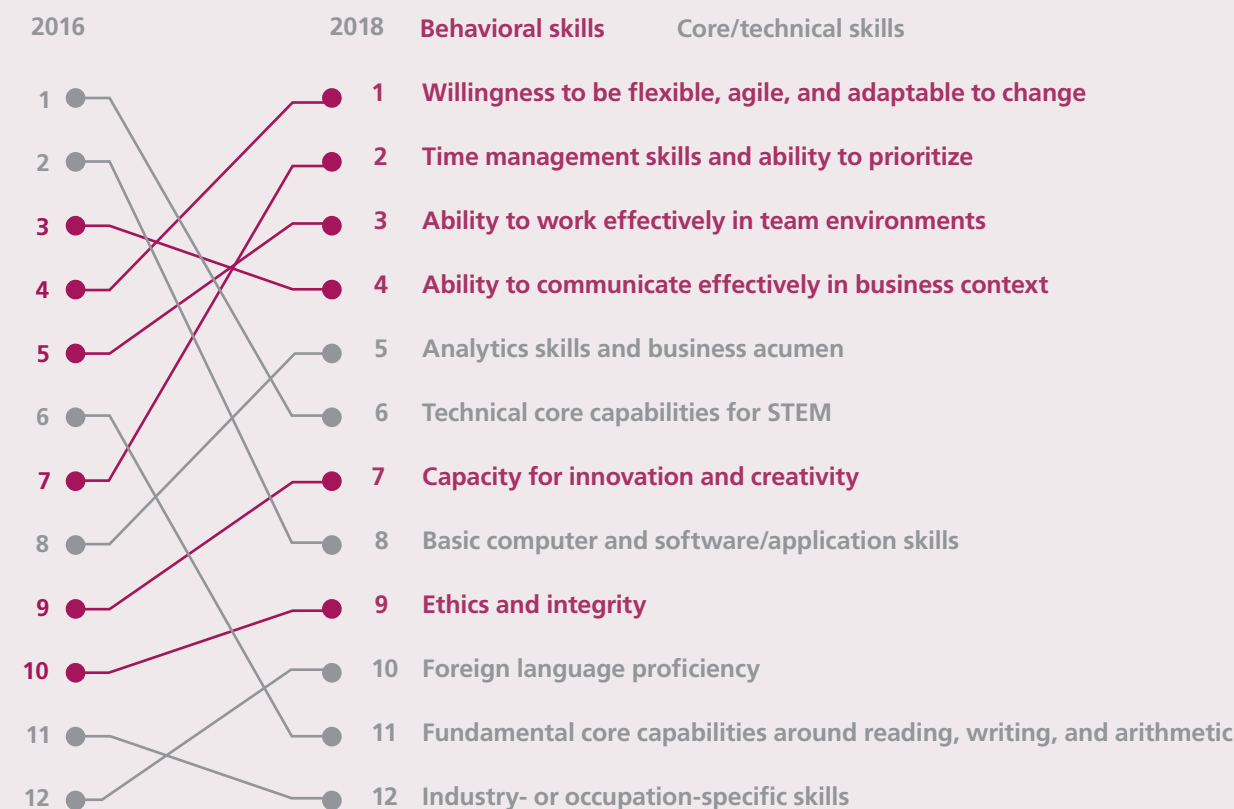 2016 2018 Behavioral skills Core/technical skills
1 1 Willingness to be flexible, agile, and adaptable to change
2 2 Time management skills and ability to prioritize
3 3 Ability to work effectively in team environments
4 4 Ability to communicate effectively in business context
5 5 Analytics skills and business acumen
6 6 Technical core capabilities for STEM
7 7 Capacity for innovation and creativity
8 8 Basic computer and software/application skills
9 9 Ethics and integrity
10 10 Foreign language proficiency
11 11 Fundamental core capabilities around reading, writing, and arithmetic
12 12 Industry- or occupation-specific skills